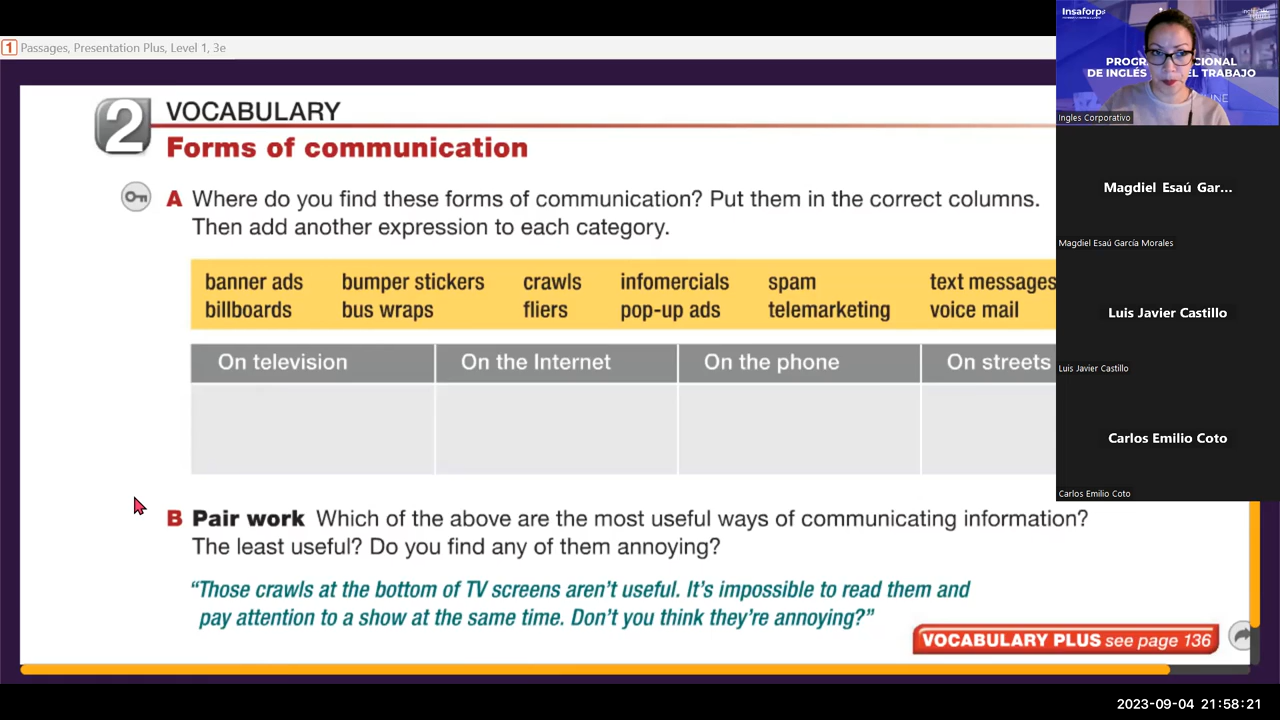 1 Passages, Presentation Plus, Level 1, 3e
2 VOCABULARY
Forms of communication
A Where do you find these forms of communication? Put them in the correct columns.
Then add another expression to each category.
banner ads bumper stickers crawls infomercials spam text messages
billboards bus wraps fliers pop-up ads telemarketing voice mail
On television On the Internet On the phone On streets
B Pair work Which of the above are the most useful ways of communicating information?
The least useful? Do you find any of them annoying?
“Those crawls at the bottom of TV screens aren’t useful. It’s impossible to read them and
pay attention to a show at the same time. Don’t you think they’re annoying?”
VOCABULARY PLUS see page 136
Insaforp
DE INGLÉS EL TRABAJO
Ingles Corporativo
Magdiel Esaú Gar...
Magdiel Esaú García Morales
Luis Javier Castillo
Luis Javier Castillo
Carlos Emilio Coto
Carlos Emilio Coto
2023-09-04 21:58:21